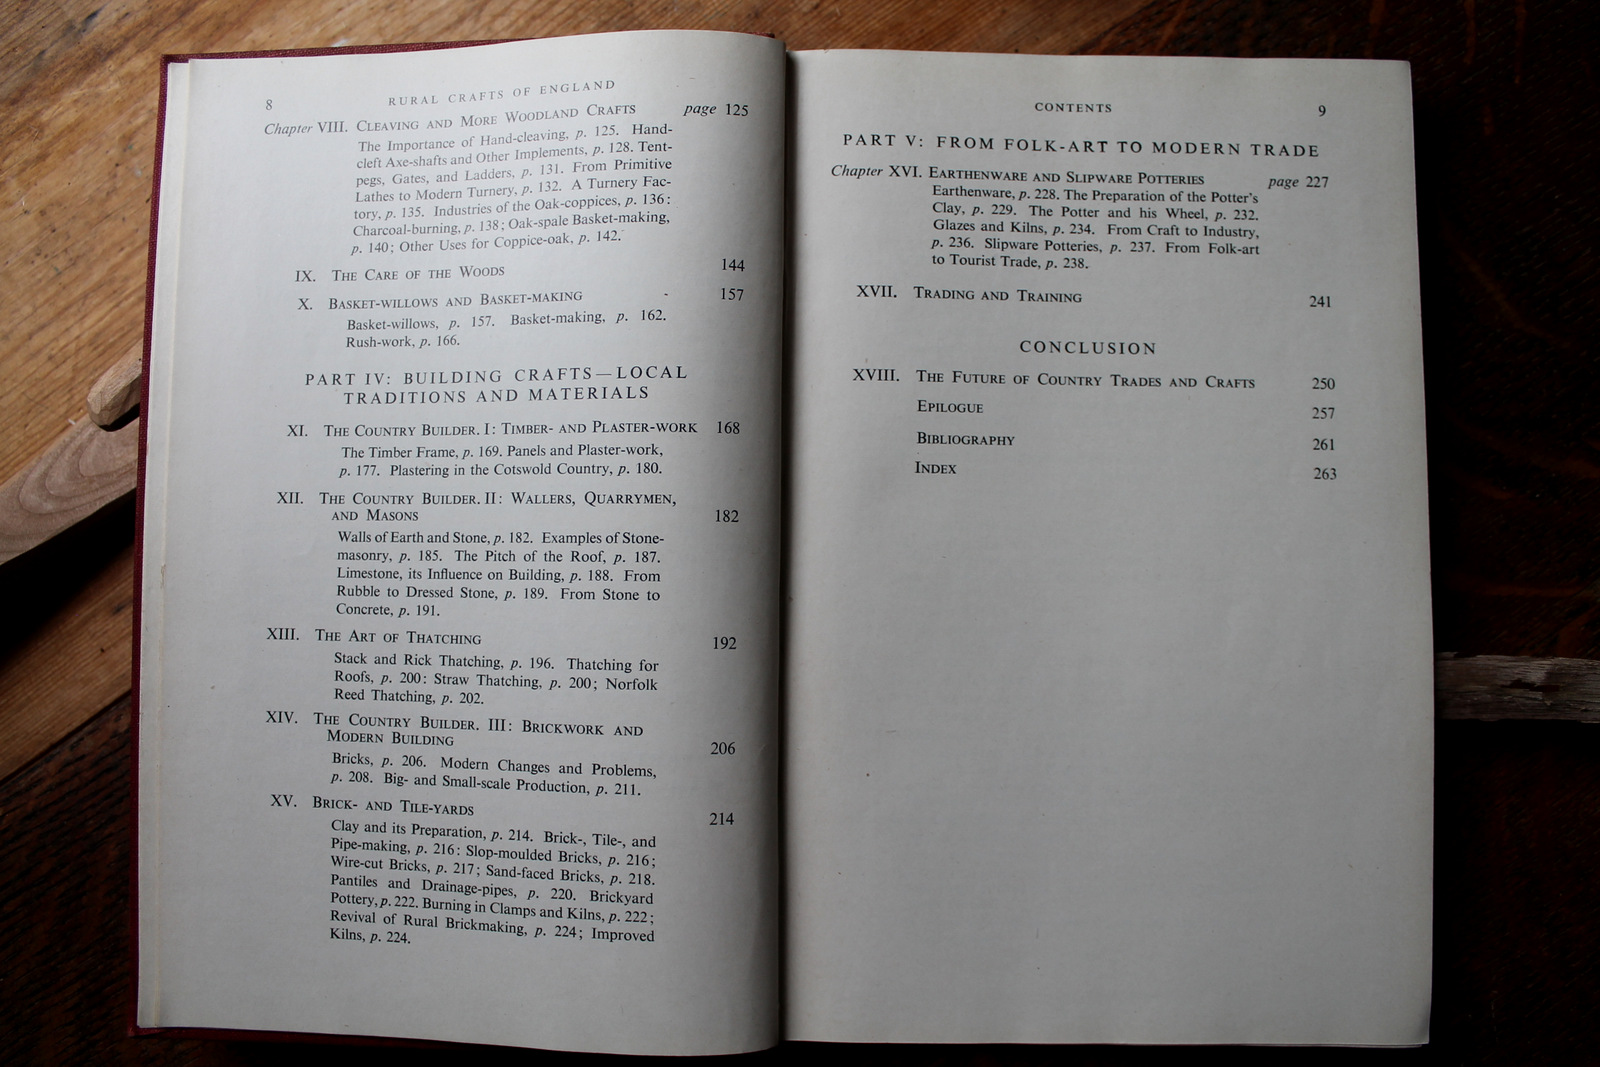 8
RURAL CRAFTS OF ENGLAND
Chapter VIII. CLEAVING AND MORE WOODLAND CRAFTS page 125
The Importance of Hand-cleaving, p. 125. Hand-
cleft Axe-shafts and Other Implements, p. 128. Tent-
pegs, Gates, and Ladders, p. 131. From Primitive
Lathes to Modern Turnery, p. 132. A Turnery Fac-
tory, p. 135. Industries of the Oak-coppices, p. 136:
Charcoal-burning, p. 138; Oak-spale Basket-making,
p. 140; Other Uses for Coppice-oak, p. 142.
IX. THE CARE OF THE WOODS 144
X. BASKET-WILLOWS AND BASKET-MAKING 157
Basket-willows, p. 157. Basket-making, p. 162.
Rush-work, p. 166.
PART IV: BUILDING CRAFTS—LOCAL
TRADITIONS AND MATERIALS
XI. THE COUNTRY BUILDER. I: TIMBER- AND PLASTER-WORK 168
The Timber Frame, p. 169. Panels and Plaster-work,
p. 177. Plastering in the Cotswold Country, p. 180.
XII. THE COUNTRY BUILDER. II: WALLERS, QUARRYMEN,
AND MASONS 182
Walls of Earth and Stone, p. 182. Examples of Stone-
masonry, p. 185. The Pitch of the Roof, p. 187.
Limestone, its Influence on Building, p. 188. From
Rubble to Dressed Stone, p. 189. From Stone to
Concrete, p. 191.
XIII. THE ART OF THATCHING 192
Stack and Rick Thatching, p. 196. Thatching for
Roofs, p. 200: Straw Thatching, p. 200; Norfolk
Reed Thatching, p. 202.
XIV. THE COUNTRY BUILDER. III: BRICKWORK AND
MODERN BUILDING 206
Bricks, p. 206. Modern Changes and Problems,
p. 208. Big- and Small-scale Production, p. 211.
XV. BRICK- AND TILE-YARDS 214
Clay and its Preparation, p. 214. Brick-, Tile-, and
Pipe-making, p. 216: Slop-moulded Bricks, p. 216;
Wire-cut Bricks, p. 217; Sand-faced Bricks, p. 218.
Pantiles and Drainage-pipes, p. 220. Brickyard
Pottery, p. 222. Burning in Clamps and Kilns, p. 222;
Revival of Rural Brickmaking, p. 224; Improved
Kilns, p. 224.
CONTENTS 9
PART V: FROM FOLK-ART TO MODERN TRADE
Chapter XVI. EARTHENWARE AND SLIPWARE POTTERIES page 227
Earthenware, p. 228. The Preparation of the Potter's
Clay, p. 229. The Potter and his Wheel, p. 232.
Glazes and Kilns, p. 234. From Craft to Industry,
p. 236. Slipware Potteries, p. 237. From Folk-art
to Tourist Trade, p. 238.
XVII. TRADING AND TRAINING 241
CONCLUSION
XVIII. THE FUTURE OF COUNTRY TRADES AND CRAFTS 250
EPILOGUE 257
BIBLIOGRAPHY 261
INDEX 263